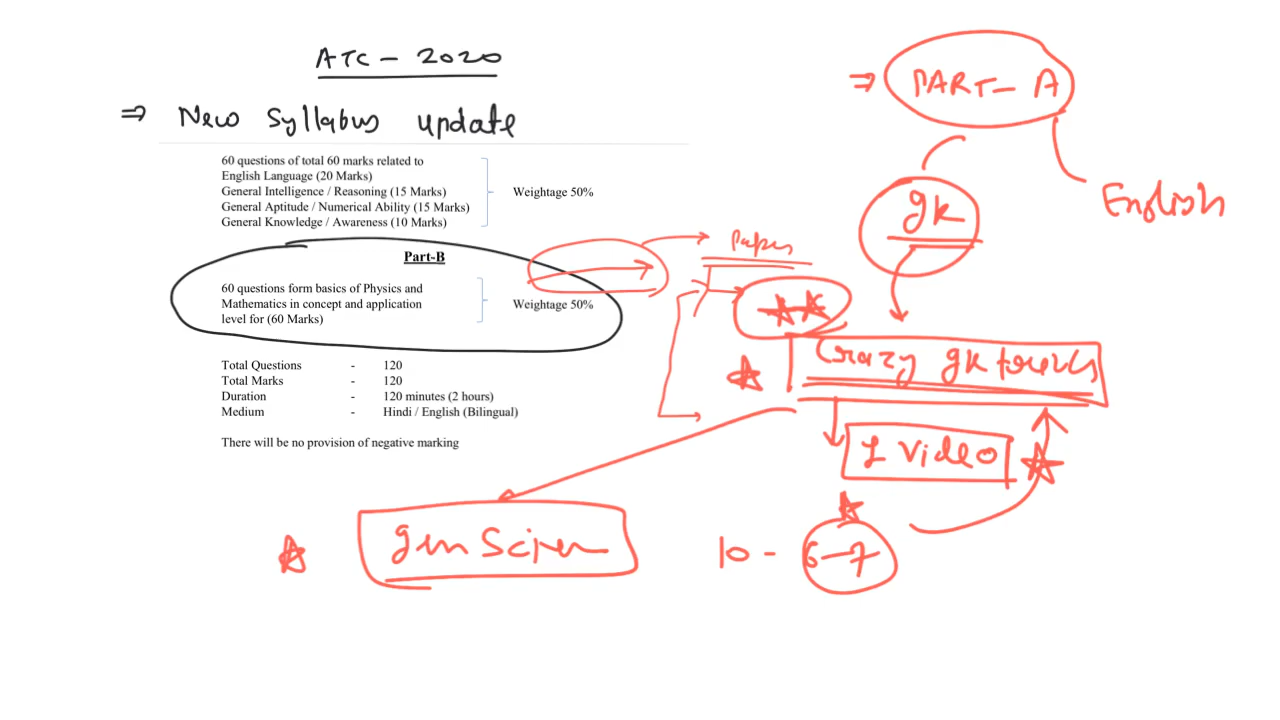 ATC - 2020
⇒ New Syllabus update
60 questions of total 60 marks related to
English Language (20 Marks)
General Intelligence / Reasoning (15 Marks)
General Aptitude / Numerical Ability (15 Marks)
General Knowledge / Awareness (10 Marks)
Weightage 50%
Part-B
60 questions form basics of Physics and
Mathematics in concept and application
level for (60 Marks)
Weightage 50%
Total Questions - 120
Total Marks - 120
Duration - 120 minutes (2 hours)
Medium - Hindi / English (Bilingual)
There will be no provision of negative marking
⇒ PART - A
gk
English
Paper
Crazy gk
1 Video
gen
10 - 6-7